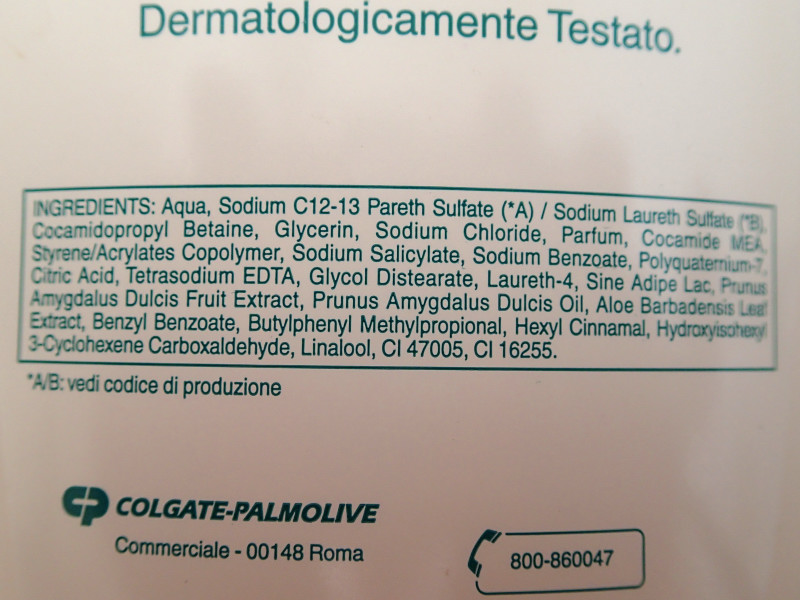 Dermatologicamente Testato.
INGREDIENTS: Aqua, Sodium C12-13 Pareth Sulfate (*A) / Sodium Laureth Sulfate (*B),
Cocamidopropyl Betaine, Glycerin, Sodium Chloride, Parfum, Cocamide MEA,
Styrene/Acrylates Copolymer, Sodium Salicylate, Sodium Benzoate, Polyquaternium-7,
Citric Acid, Tetrasodium EDTA, Glycol Distearate, Laureth-4, Sine Adipe Lac, Prunus
Amygdalus Dulcis Fruit Extract, Prunus Amygdalus Dulcis Oil, Aloe Barbadensis Leaf
Extract, Benzyl Benzoate, Butylphenyl Methylpropional, Hexyl Cinnamal, Hydroxyisohexyl
3-Cyclohexene Carboxaldehyde, Linalool, CI 47005, CI 16255.
*A/B: vedi codice di produzione
COLGATE-PALMOLIVE
Commerciale - 00148 Roma
800-860047